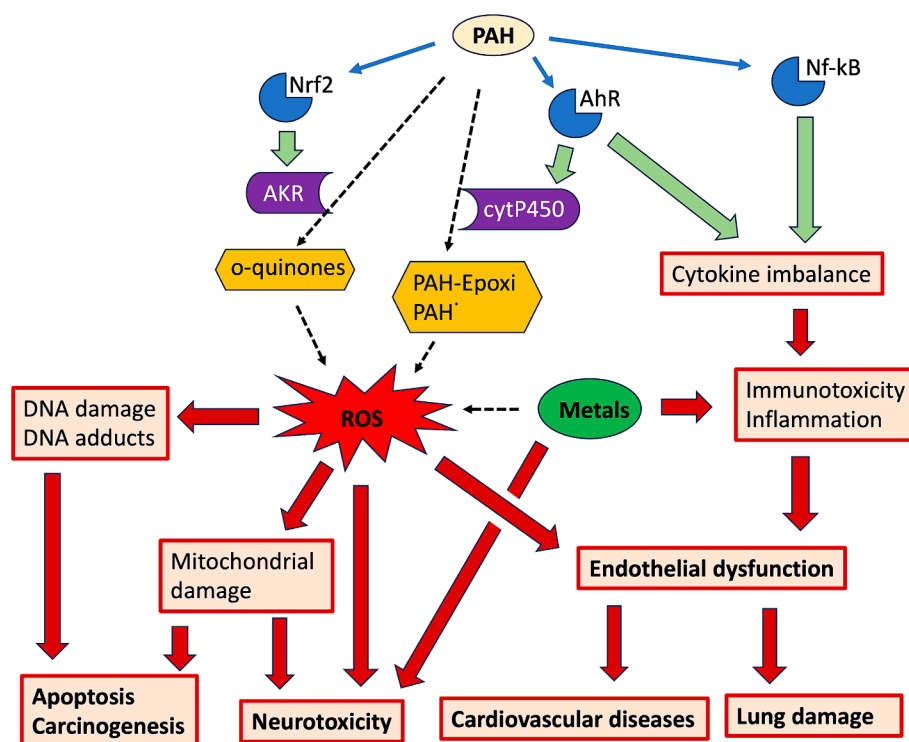 PAH
Nrf2
AhR
Nf-kB
AKR
cytP450
o-quinones
PAH-Epoxi
PAH˙
Cytokine imbalance
DNA damage
DNA adducts
ROS
Metals
Immunotoxicity
Inflammation
Mitochondrial
damage
Endothelial dysfunction
Apoptosis
Carcinogenesis
Neurotoxicity
Cardiovascular diseases
Lung damage